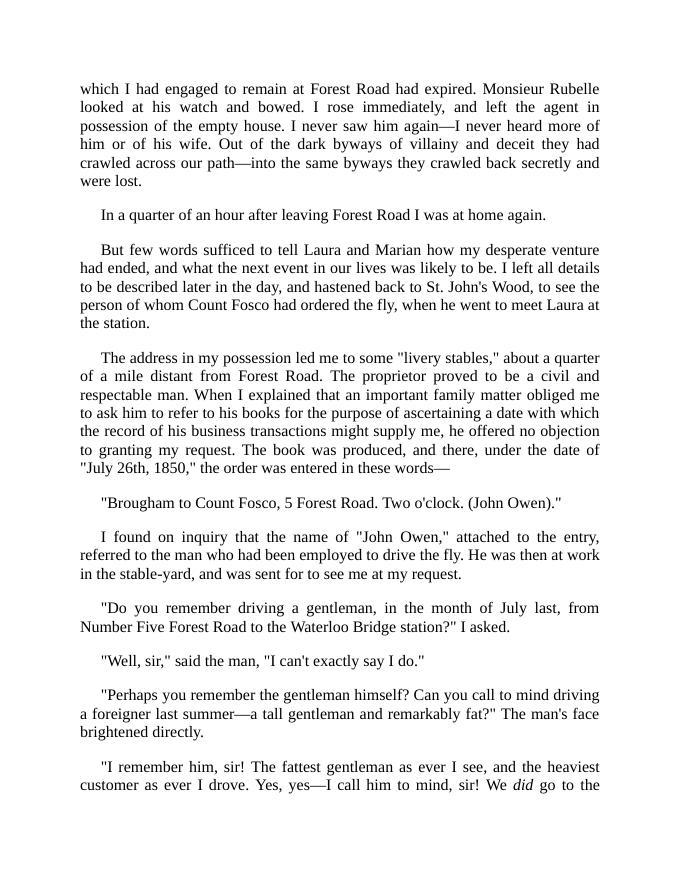 which I had engaged to remain at Forest Road had expired. Monsieur Rubelle
looked at his watch and bowed. I rose immediately, and left the agent in
possession of the empty house. I never saw him again—I never heard more of
him or of his wife. Out of the dark byways of villainy and deceit they had
crawled across our path—into the same byways they crawled back secretly and
were lost.
In a quarter of an hour after leaving Forest Road I was at home again.
But few words sufficed to tell Laura and Marian how my desperate venture
had ended, and what the next event in our lives was likely to be. I left all details
to be described later in the day, and hastened back to St. John's Wood, to see the
person of whom Count Fosco had ordered the fly, when he went to meet Laura at
the station.
The address in my possession led me to some "livery stables," about a quarter
of a mile distant from Forest Road. The proprietor proved to be a civil and
respectable man. When I explained that an important family matter obliged me
to ask him to refer to his books for the purpose of ascertaining a date with which
the record of his business transactions might supply me, he offered no objection
to granting my request. The book was produced, and there, under the date of
"July 26th, 1850," the order was entered in these words—
"Brougham to Count Fosco, 5 Forest Road. Two o'clock. (John Owen)."
I found on inquiry that the name of "John Owen," attached to the entry,
referred to the man who had been employed to drive the fly. He was then at work
in the stable-yard, and was sent for to see me at my request.
"Do you remember driving a gentleman, in the month of July last, from
Number Five Forest Road to the Waterloo Bridge station?" I asked.
"Well, sir," said the man, "I can't exactly say I do."
"Perhaps you remember the gentleman himself? Can you call to mind driving
a foreigner last summer—a tall gentleman and remarkably fat?" The man's face
brightened directly.
"I remember him, sir! The fattest gentleman as ever I see, and the heaviest
customer as ever I drove. Yes, yes—I call him to mind, sir! We did go to the